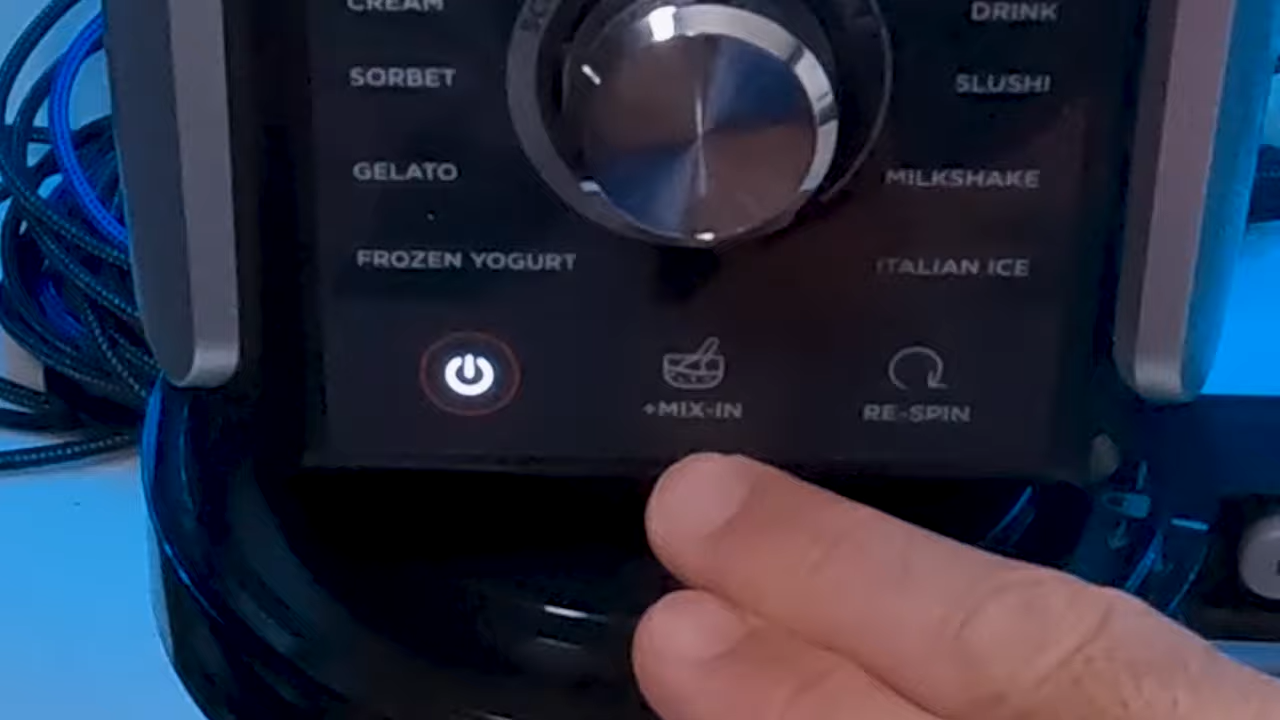 CREAM
DRINK
SORBET
SLUSHI
GELATO
MILKSHAKE
FROZEN YOGURT
ITALIAN ICE
+MIX-IN
RE-SPIN